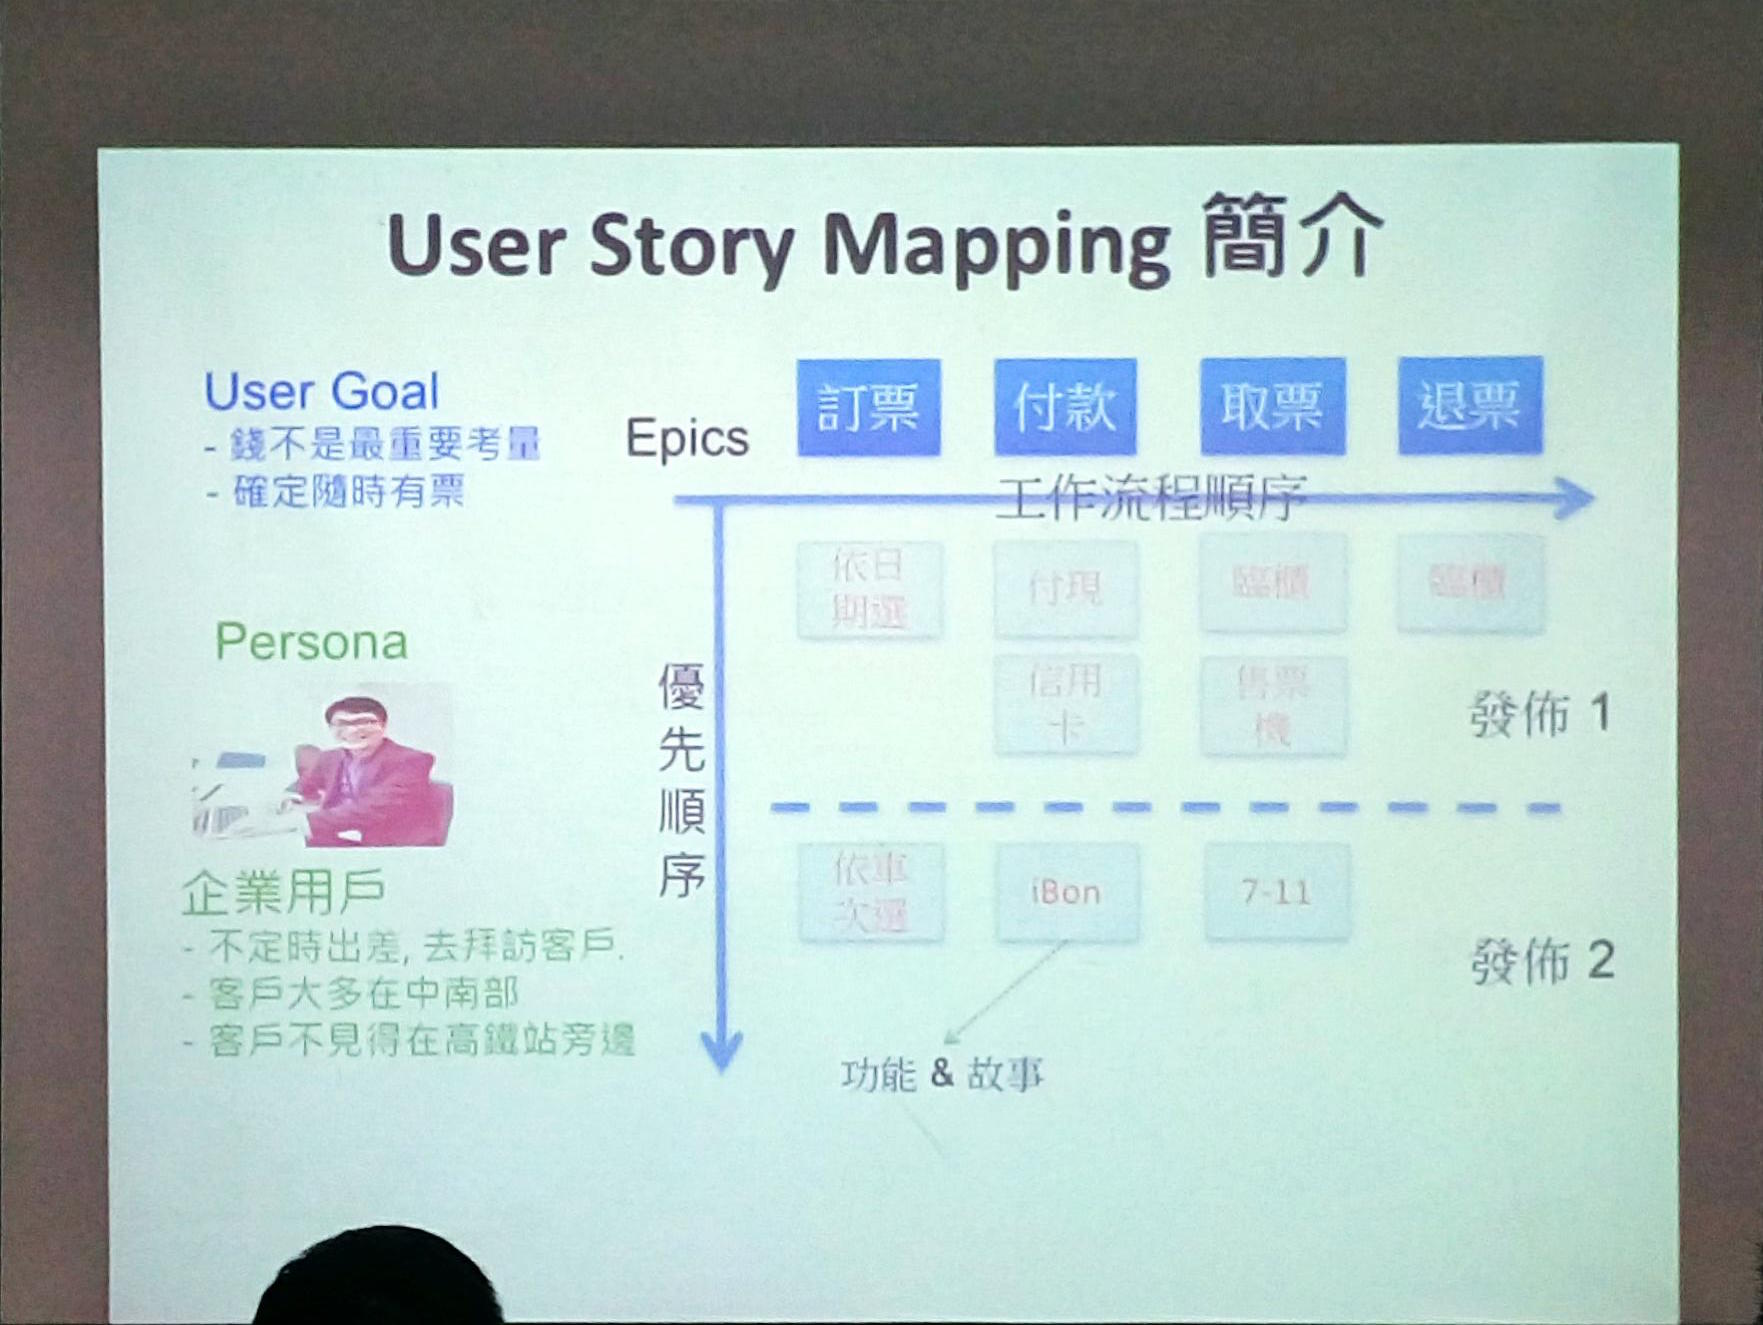 User Story Mapping 簡介
User Goal
- 錢不是最重要考量
- 確定隨時有票
Persona
企業用戶
- 不定時出差, 去拜訪客戶.
- 客戶大多在中南部
- 客戶不見得在高鐵站旁邊
Epics
訂票
付款
取票
退票
工作流程順序
優先順序
依日
期選
付現
臨櫃
臨櫃
信用
卡
售票
機
發佈 1
依車
次選
iBon
7-11
發佈 2
功能 & 故事